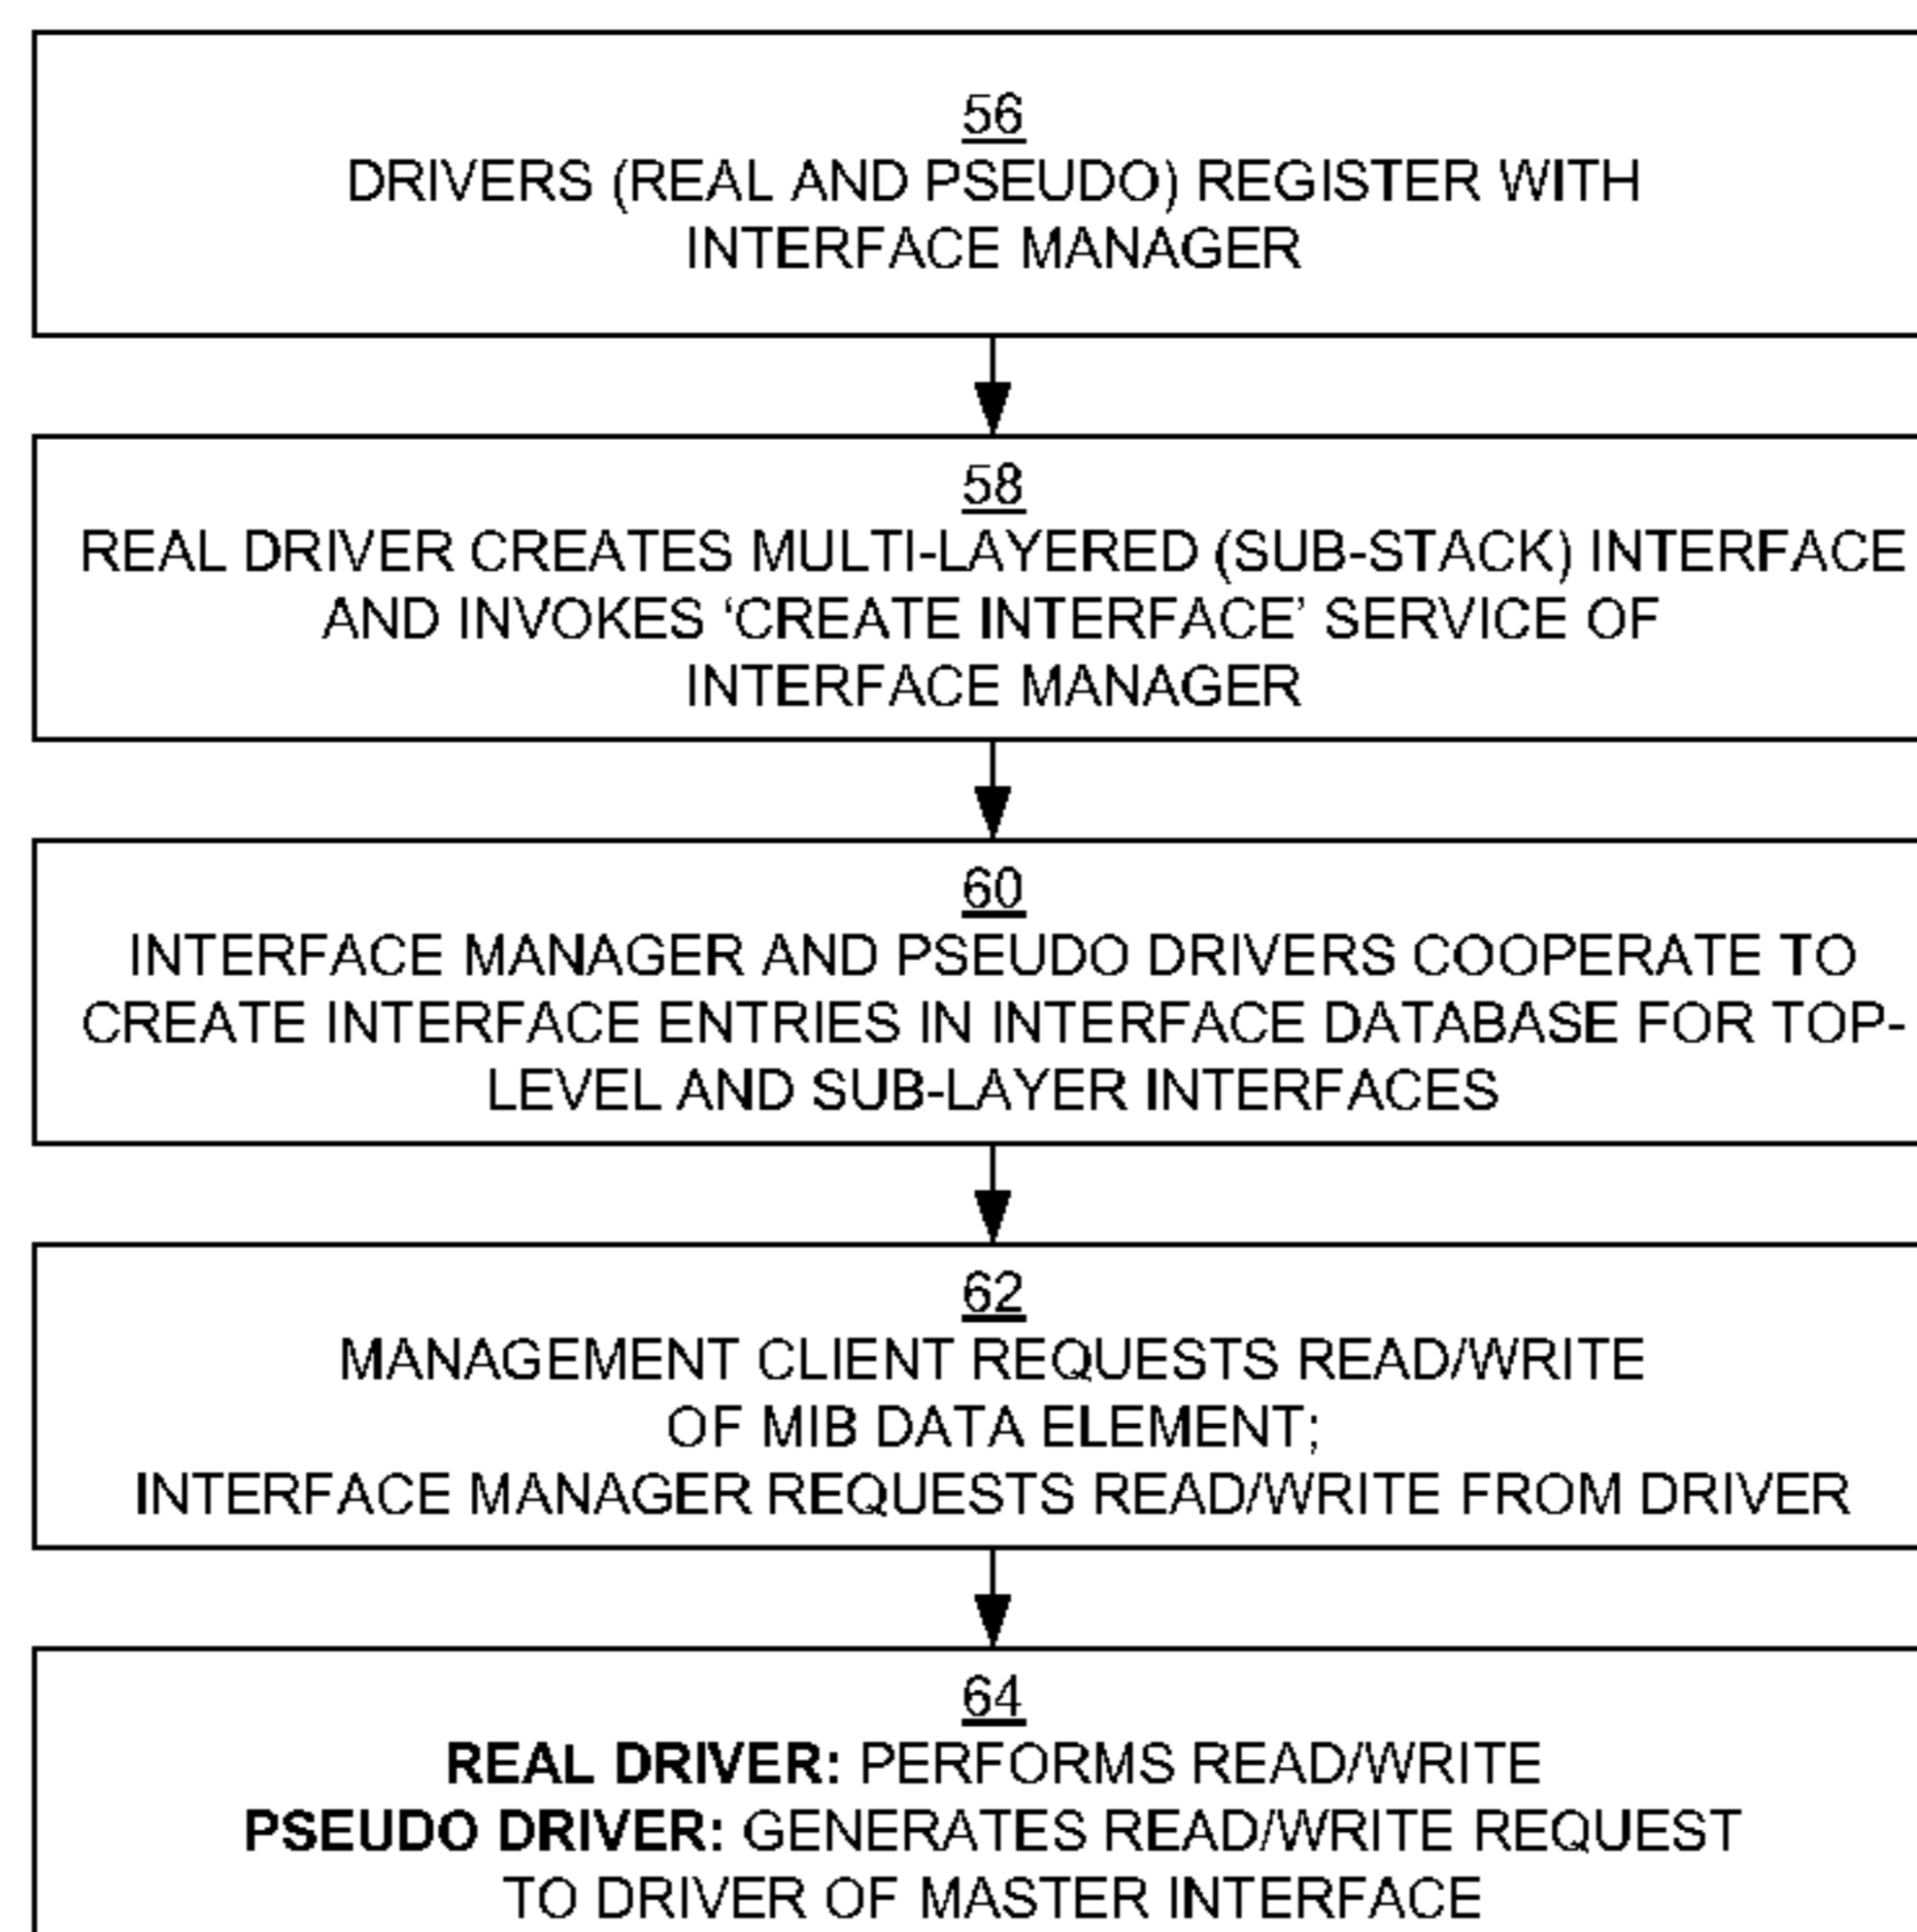 56
DRIVERS (REAL AND PSEUDO) REGISTER WITH
INTERFACE MANAGER
58
REAL DRIVER CREATES MULTI-LAYERED (SUB-STACK) INTERFACE
AND INVOKES ‘CREATE INTERFACE’ SERVICE OF
INTERFACE MANAGER
60
INTERFACE MANAGER AND PSEUDO DRIVERS COOPERATE TO
CREATE INTERFACE ENTRIES IN INTERFACE DATABASE FOR TOP-
LEVEL AND SUB-LAYER INTERFACES
62
MANAGEMENT CLIENT REQUESTS READ/WRITE
OF MIB DATA ELEMENT;
INTERFACE MANAGER REQUESTS READ/WRITE FROM DRIVER
64
REAL DRIVER: PERFORMS READ/WRITE
PSEUDO DRIVER: GENERATES READ/WRITE REQUEST
TO DRIVER OF MASTER INTERFACE